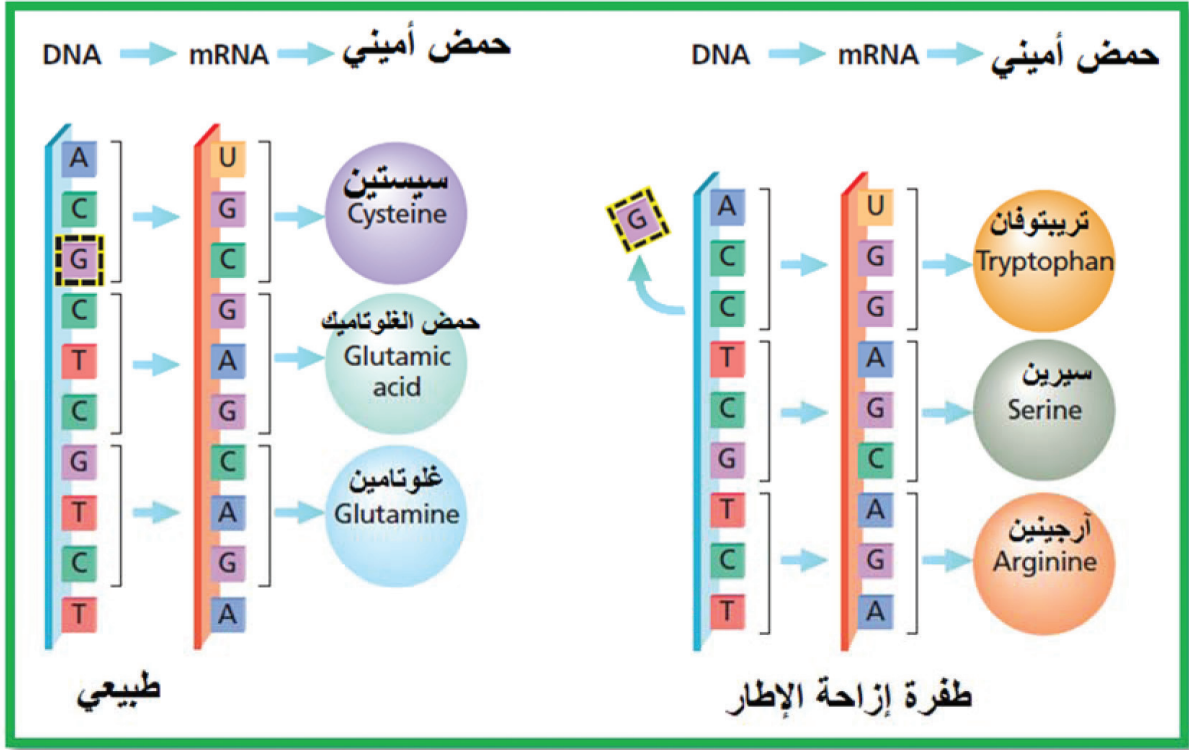 DNA mRNA حمض أميني
A
C
G
C
T
C
G
T
C
T
U
G
C
G
A
G
C
A
G
A
سيستين
Cysteine
حمض الغلوتاميك
Glutamic
acid
غلوتامين
Glutamine
طبيعي
DNA mRNA حمض أميني
G
A
C
C
T
C
G
T
C
T
U
G
G
A
G
C
A
G
A
تريبتوفان
Tryptophan
سيرين
Serine
آرجينين
Arginine
طفرة إزاحة الإطار